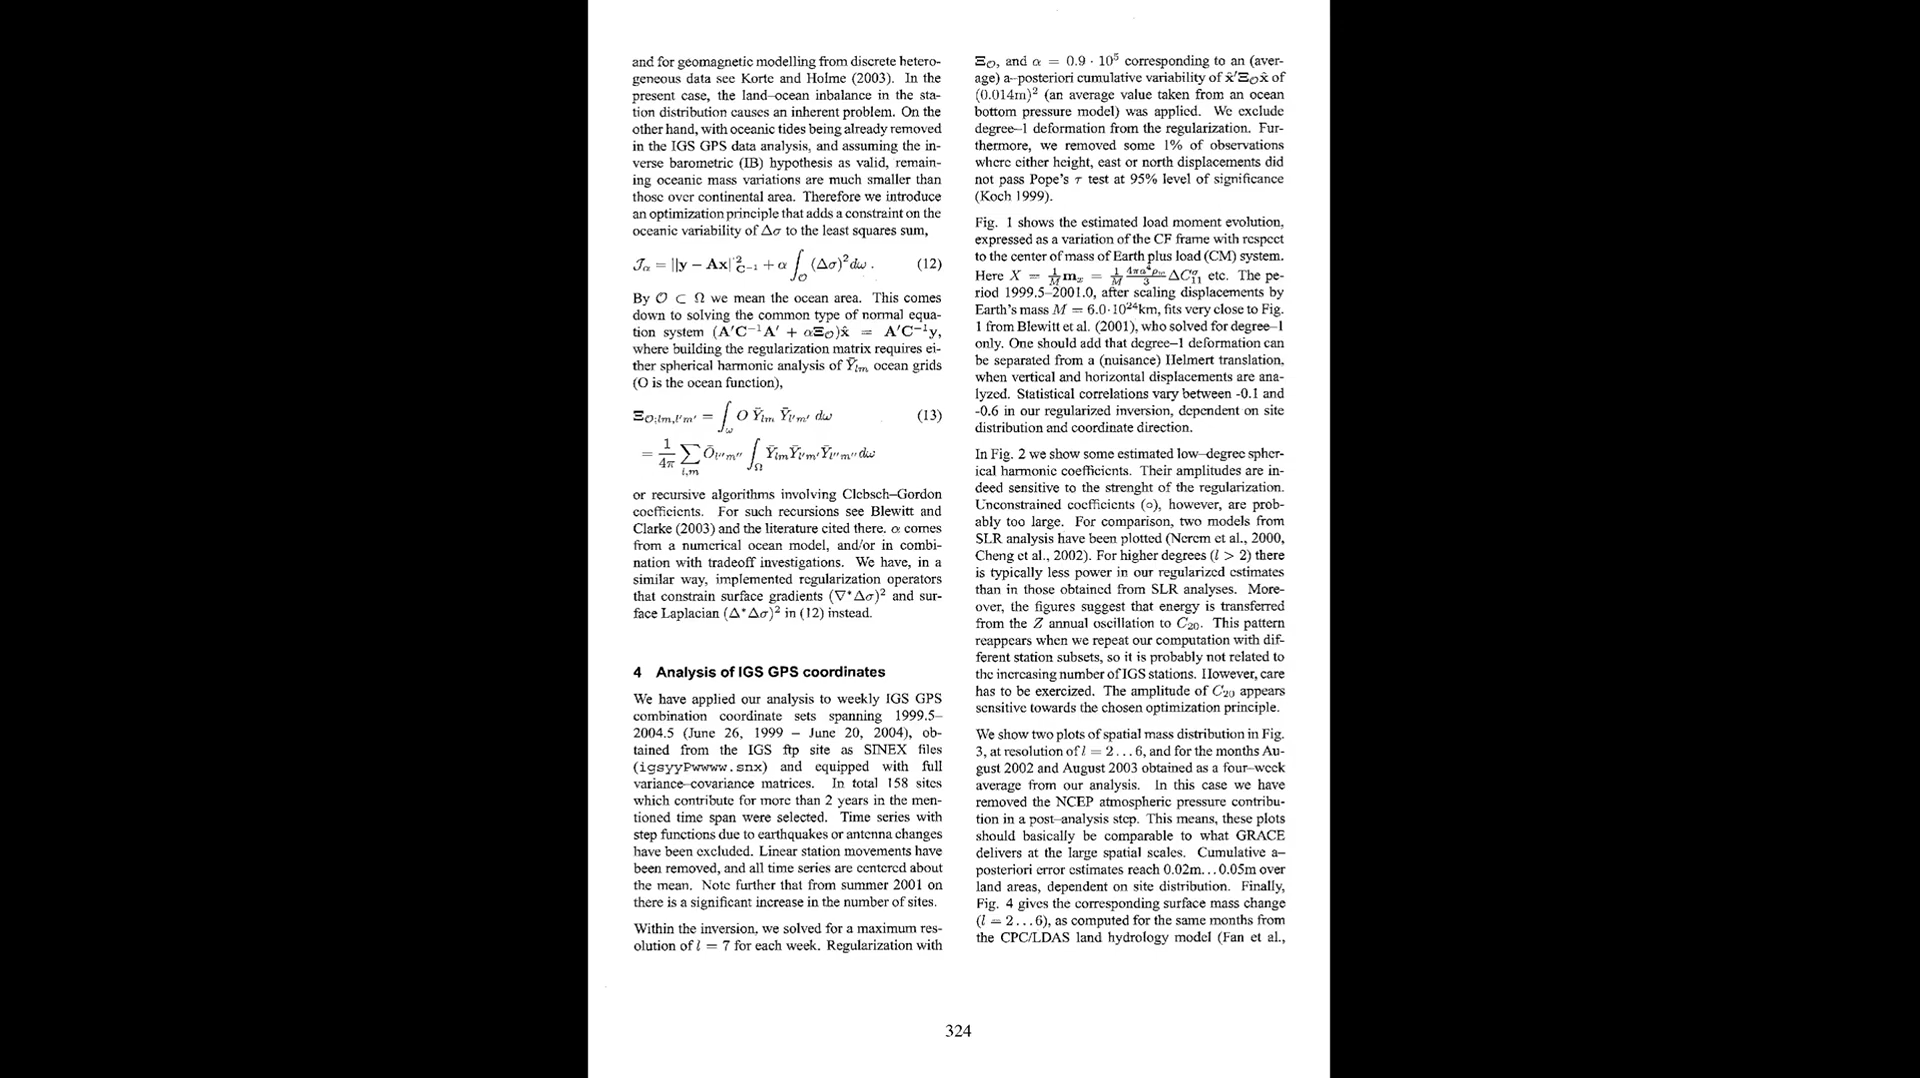 and for geomagnetic modelling from discrete hetero-
geneous data see Korte and Holme (2003). In the
present case, the land–ocean inbalance in the sta-
tion distribution causes an inherent problem. On the
other hand, with oceanic tides being already removed
in the IGS GPS data analysis, and assuming the in-
verse barometric (IB) hypothesis as valid, remain-
ing oceanic mass variations are much smaller than
those over continental area. Therefore we introduce
an optimization principle that adds a constraint on the
oceanic variability of Δσ to the least squares sum,
𝒥α = ||y − Ax|²C−1 + α ∫𝒪 (Δσ)² dω . (12)
By 𝒪 ⊂ Ω we mean the ocean area. This comes
down to solving the common type of normal equa-
tion system (A′C−1A′ + αΞ𝒪)x̂ = A′C−1y,
where building the regularization matrix requires ei-
ther spherical harmonic analysis of Ȳlm ocean grids
(O is the ocean function),
Ξ𝒪;lm,l′m′ = ∫ω O Ȳlm Ȳl′m′ dω (13)
= 1/4π ∑l,m Ōl″m″ ∫Ω Ȳlm Ȳl′m′ Ȳl″m″ dω
or recursive algorithms involving Clebsch–Gordon
coefficients. For such recursions see Blewitt and
Clarke (2003) and the literature cited there. α comes
from a numerical ocean model, and/or in combi-
nation with tradeoff investigations. We have, in a
similar way, implemented regularization operators
that constrain surface gradients (∇*Δσ)² and sur-
face Laplacian (Δ*Δσ)² in (12) instead.
4 Analysis of IGS GPS coordinates
We have applied our analysis to weekly IGS GPS
combination coordinate sets spanning 1999.5–
2004.5 (June 26, 1999 – June 20, 2004), ob-
tained from the IGS ftp site as SINEX files
(igsyyPwwww.snx) and equipped with full
variance–covariance matrices. In total 158 sites
which contribute for more than 2 years in the men-
tioned time span were selected. Time series with
step functions due to earthquakes or antenna changes
have been excluded. Linear station movements have
been removed, and all time series are centered about
the mean. Note further that from summer 2001 on
there is a significant increase in the number of sites.
Within the inversion, we solved for a maximum res-
olution of l = 7 for each week. Regularization with
Ξ𝒪, and α = 0.9 · 10⁵ corresponding to an (aver-
age) a–posteriori cumulative variability of x̂′Ξ𝒪x̂ of
(0.014m)² (an average value taken from an ocean
bottom pressure model) was applied. We exclude
degree–1 deformation from the regularization. Fur-
thermore, we removed some 1% of observations
where either height, east or north displacements did
not pass Pope's τ test at 95% level of significance
(Koch 1999).
Fig. 1 shows the estimated load moment evolution,
expressed as a variation of the CF frame with respect
to the center of mass of Earth plus load (CM) system.
Here X = 1/M mx = 1/M 4πa⁴ρw/3 ΔCσ11 etc. The pe-
riod 1999.5–2001.0, after scaling displacements by
Earth's mass M = 6.0·10²⁴km, fits very close to Fig.
1 from Blewitt et al. (2001), who solved for degree–1
only. One should add that degree–1 deformation can
be separated from a (nuisance) Helmert translation,
when vertical and horizontal displacements are ana-
lyzed. Statistical correlations vary between -0.1 and
-0.6 in our regularized inversion, dependent on site
distribution and coordinate direction.
In Fig. 2 we show some estimated low–degree spher-
ical harmonic coefficients. Their amplitudes are in-
deed sensitive to the strenght of the regularization.
Unconstrained coefficients (○), however, are prob-
ably too large. For comparison, two models from
SLR analysis have been plotted (Nerem et al., 2000,
Cheng et al., 2002). For higher degrees (l > 2) there
is typically less power in our regularized estimates
than in those obtained from SLR analyses. More-
over, the figures suggest that energy is transferred
from the Z annual oscillation to C20. This pattern
reappears when we repeat our computation with dif-
ferent station subsets, so it is probably not related to
the increasing number of IGS stations. However, care
has to be exercized. The amplitude of C20 appears
sensitive towards the chosen optimization principle.
We show two plots of spatial mass distribution in Fig.
3, at resolution of l = 2 . . . 6, and for the months Au-
gust 2002 and August 2003 obtained as a four–week
average from our analysis. In this case we have
removed the NCEP atmospheric pressure contribu-
tion in a post–analysis step. This means, these plots
should basically be comparable to what GRACE
delivers at the large spatial scales. Cumulative a–
posteriori error estimates reach 0.02m. . . 0.05m over
land areas, dependent on site distribution. Finally,
Fig. 4 gives the corresponding surface mass change
(l = 2 . . . 6), as computed for the same months from
the CPC/LDAS land hydrology model (Fan et al.,
324